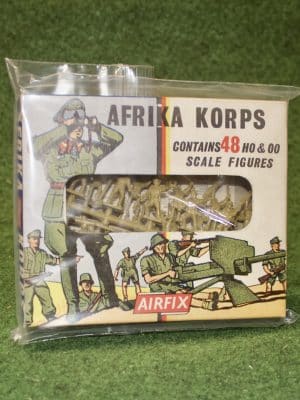 AFRIKA KORPS
CONTAINS 48 HO & OO
SCALE FIGURES
AIRFIX